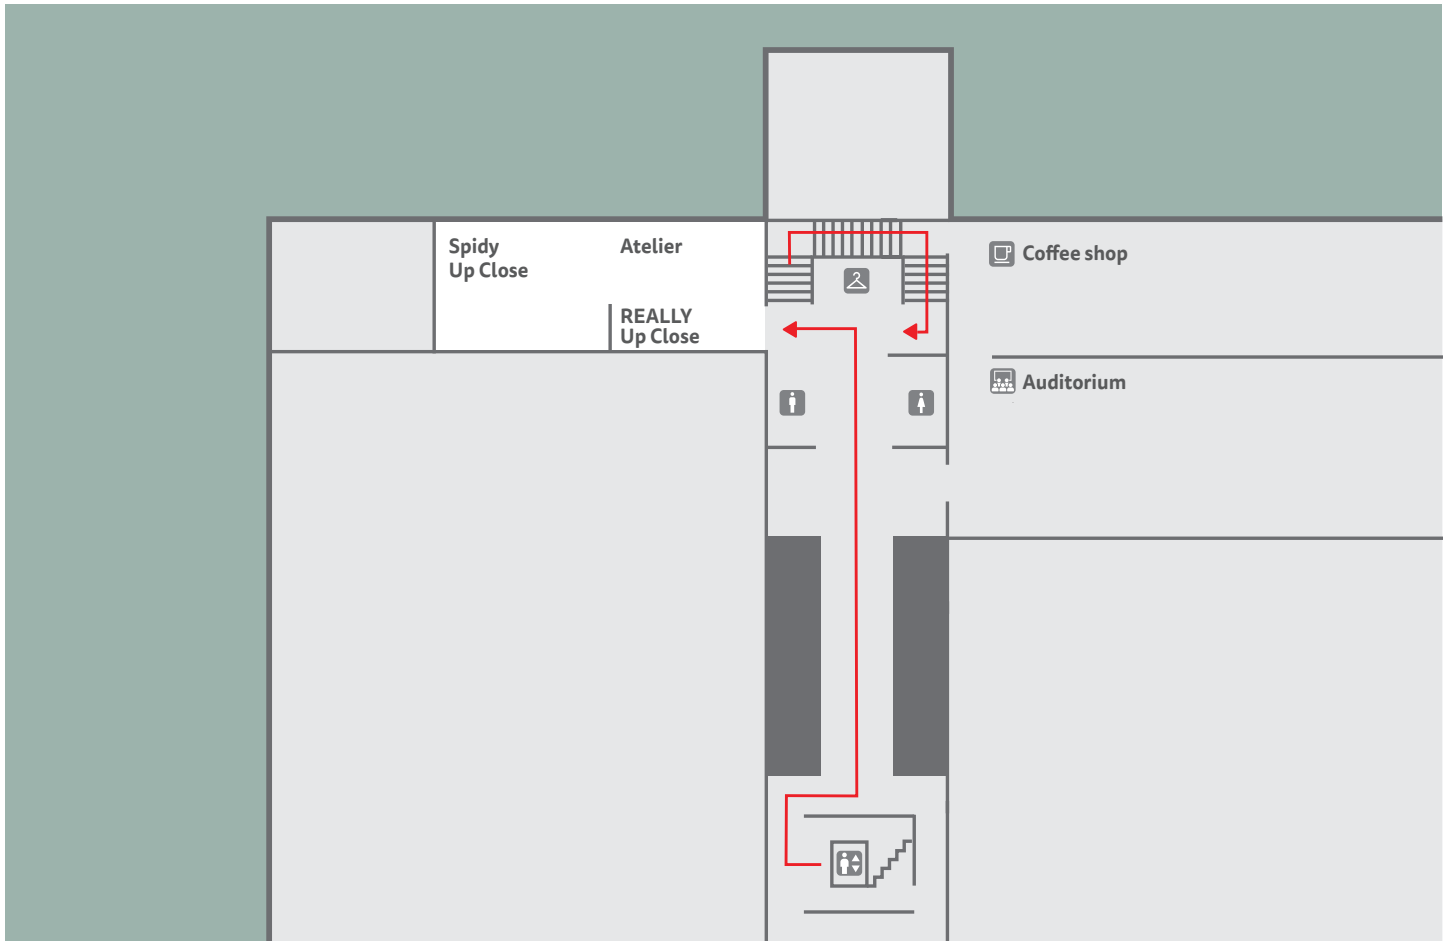 Spidy
Up Close
Atelier
REALLY
Up Close
Coffee shop
Auditorium